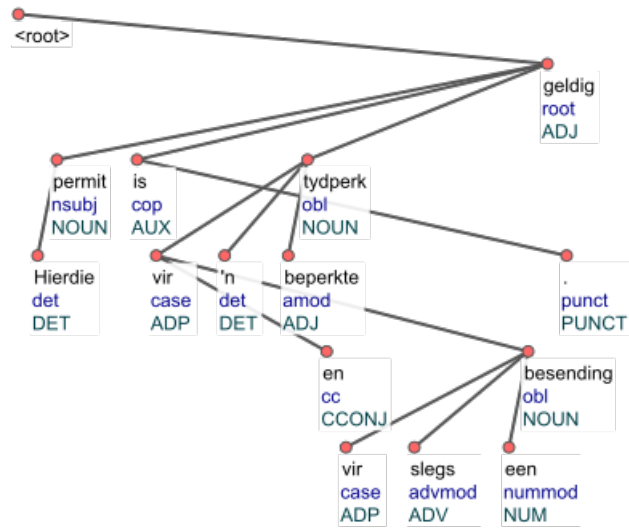 <root>
geldig
root
ADJ
permit is tydperk
nsubj cop obl
NOUN AUX NOUN
Hierdie vir 'n beperkte .
det case det amod punct
DET ADP DET ADJ PUNCT
en besending
cc obl
CCONJ NOUN
vir slegs een
case advmod nummod
ADP ADV NUM